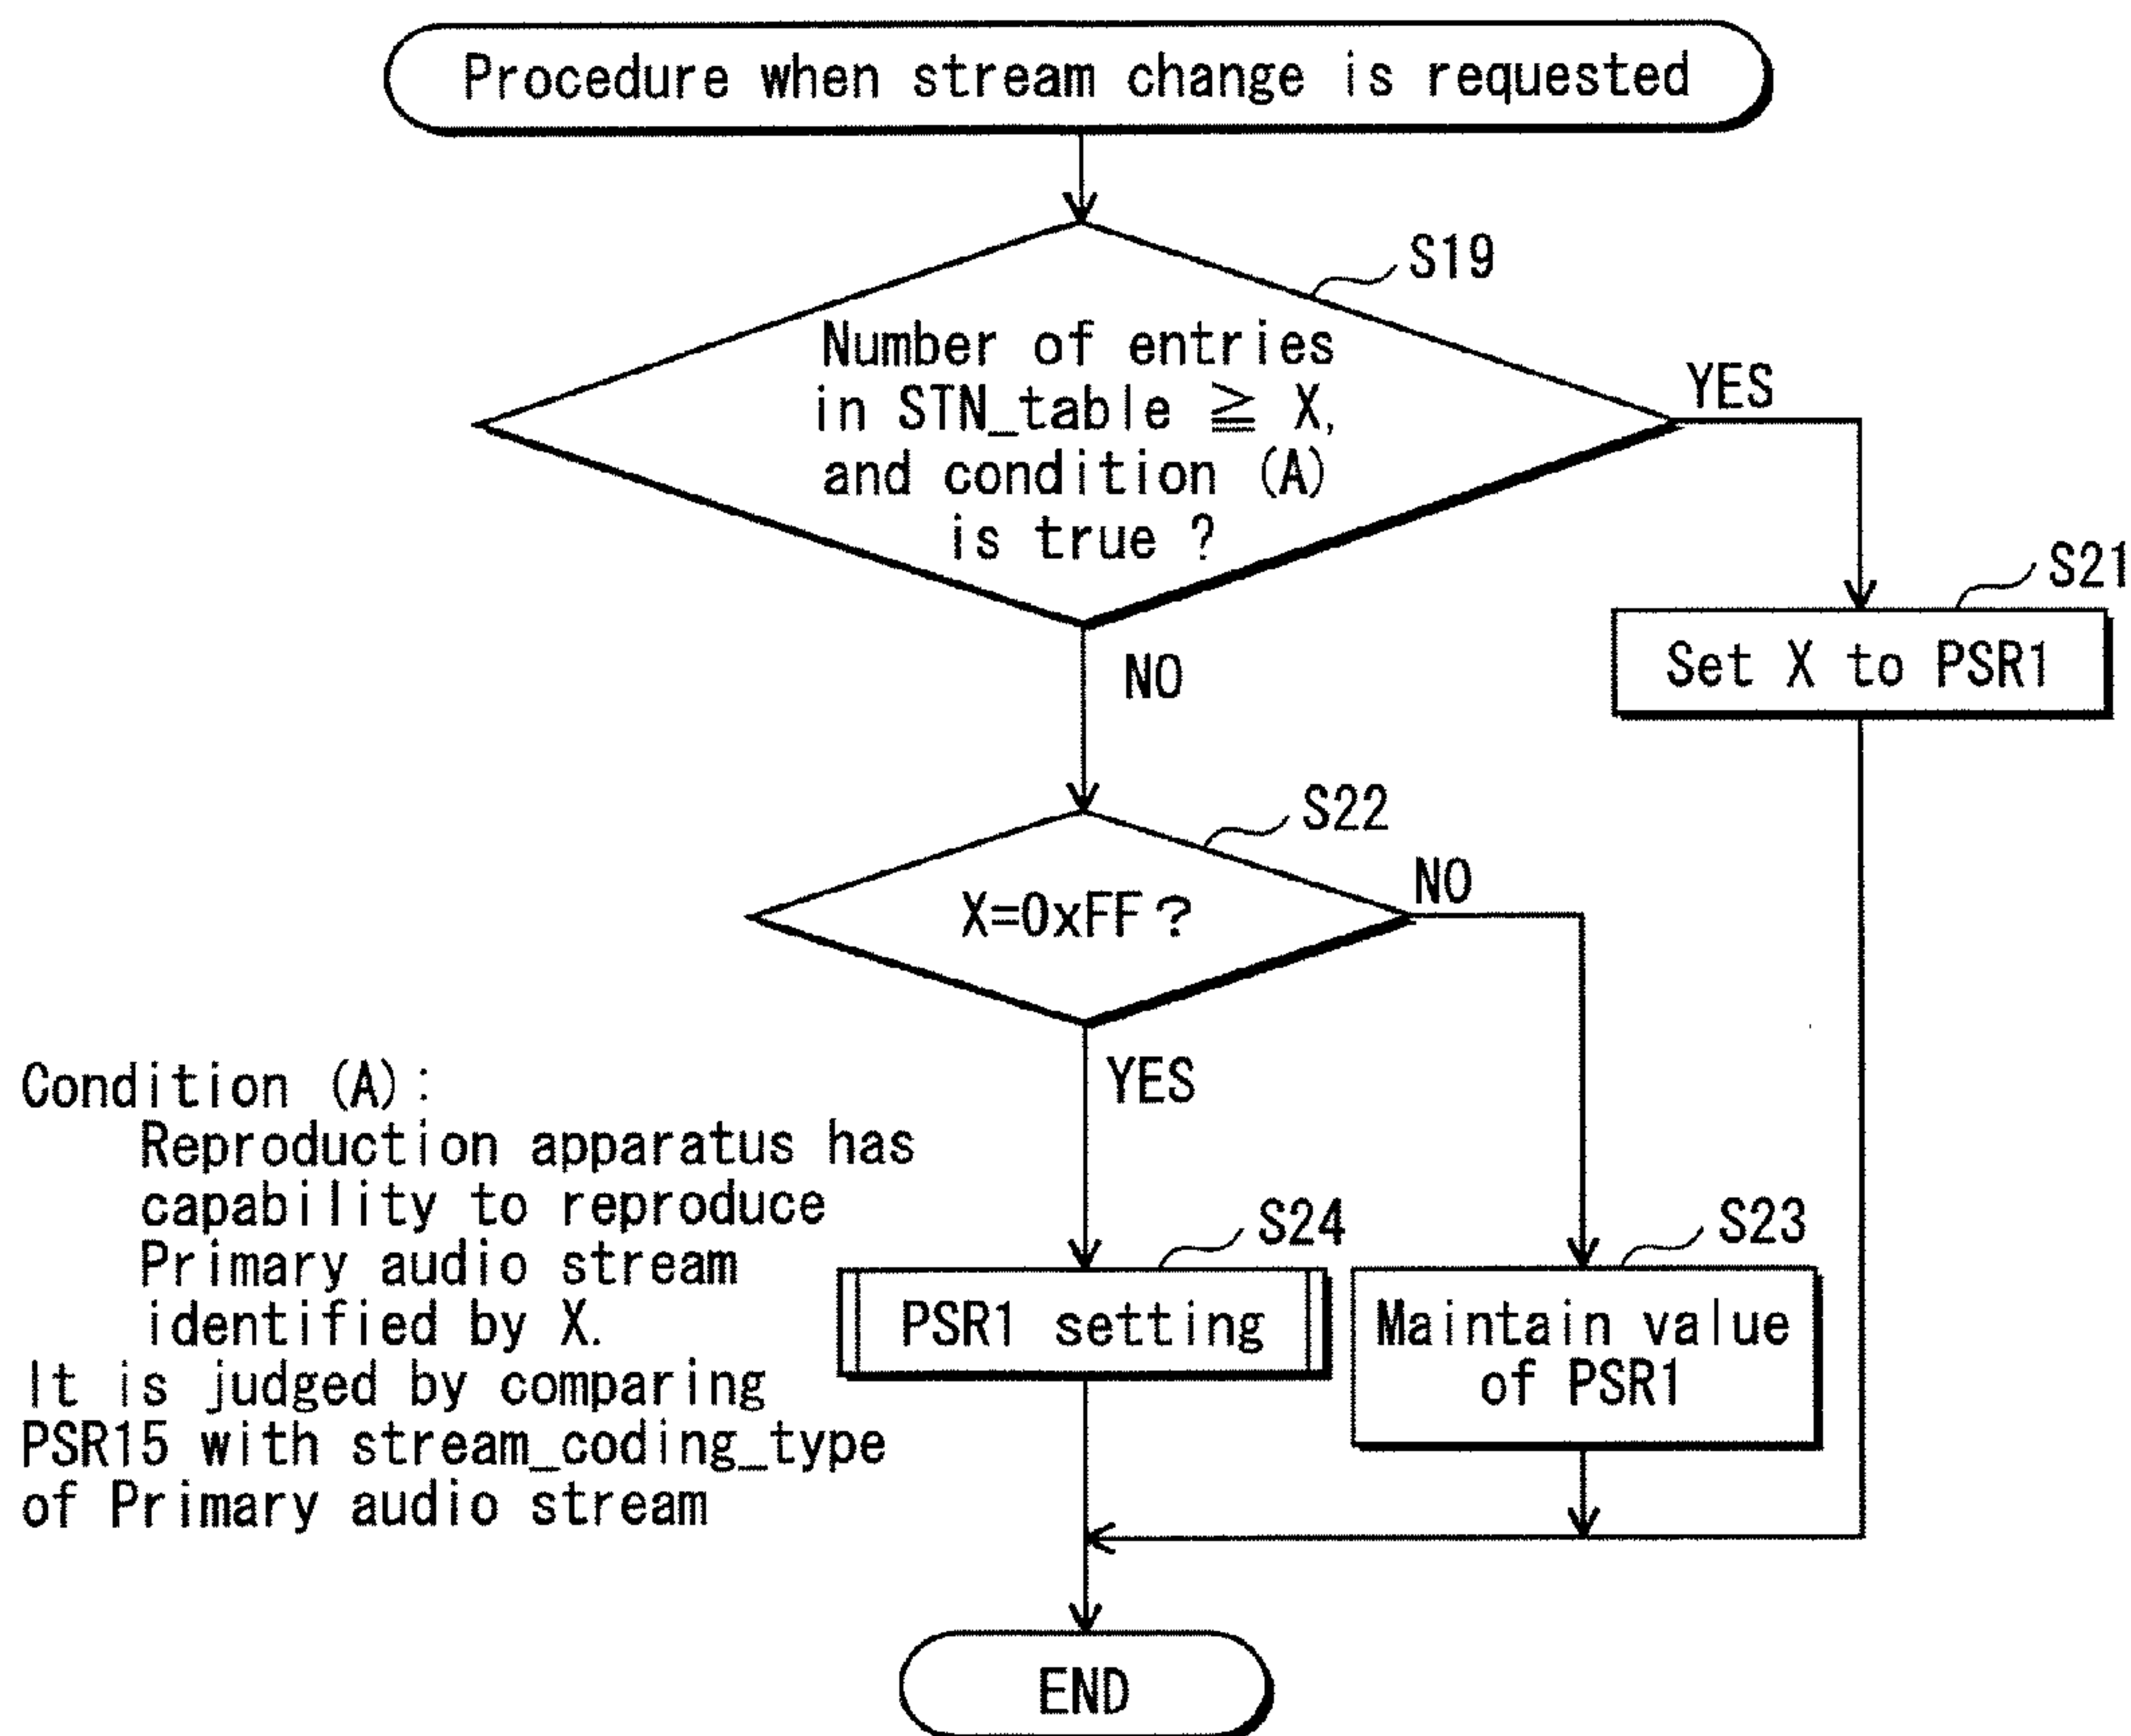 Procedure when stream change is requested
S19
Number of entries
in STN_table ≧ X,
and condition (A)
is true ?
YES
S21
Set X to PSR1
NO
S22
X=0xFF ?
NO
YES
Condition (A) :
Reproduction apparatus has
capability to reproduce
Primary audio stream
identified by X.
It is judged by comparing
PSR15 with stream_coding_type
of Primary audio stream
S24
PSR1 setting
S23
Maintain value
of PSR1
END